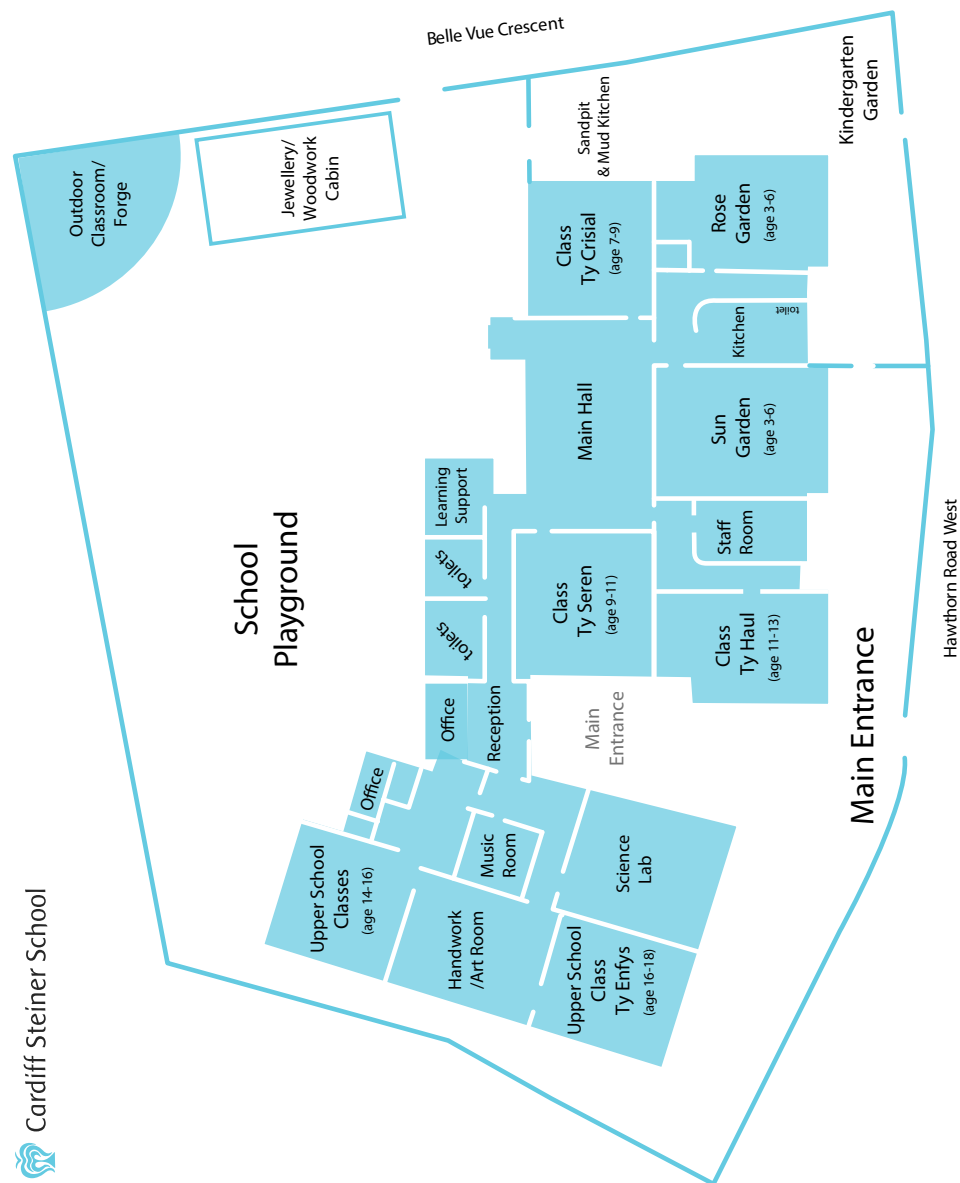 Cardiff Steiner School
Belle Vue Crescent
Outdoor
Classroom/
Forge
Jewellery/
Woodwork
Cabin
Sandpit
& Mud Kitchen
Kindergarten
Garden
Class
Ty Crisial
(age 7-9)
Rose
Garden
(age 3-6)
Kitchen
toilet
Main Hall
Sun
Garden
(age 3-6)
School
Playground
Learning
Support
toilets
toilets
Class
Ty Seren
(age 9-11)
Staff
Room
Class
Ty Haul
(age 11-13)
Office
Reception
Main
Entrance
Main Entrance
Hawthorn Road West
Office
Upper School
Classes
(age 14-16)
Music
Room
Science
Lab
Handwork
/Art Room
Upper School
Class
Ty Enfys
(age 16-18)